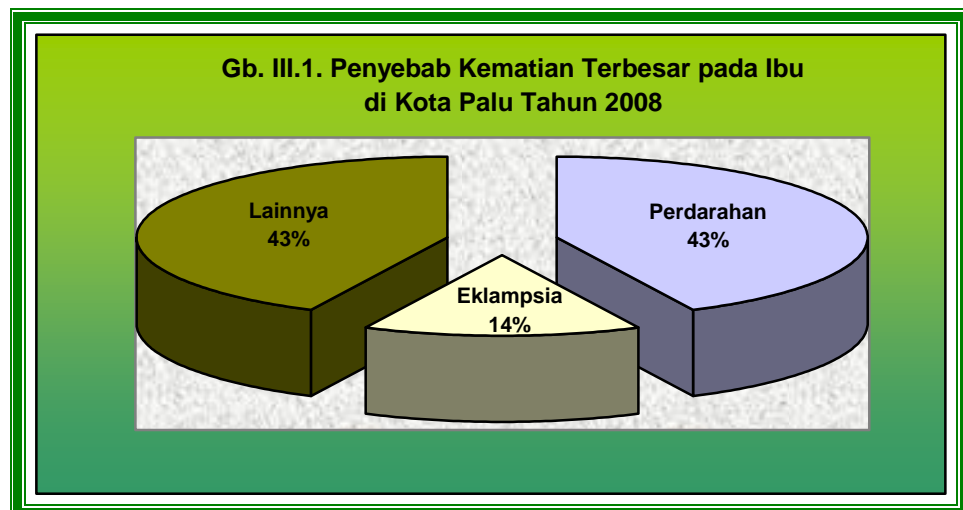 Gb. III.1. Penyebab Kematian Terbesar pada Ibu
di Kota Palu Tahun 2008
Lainnya
43%
Perdarahan
43%
Eklampsia
14%